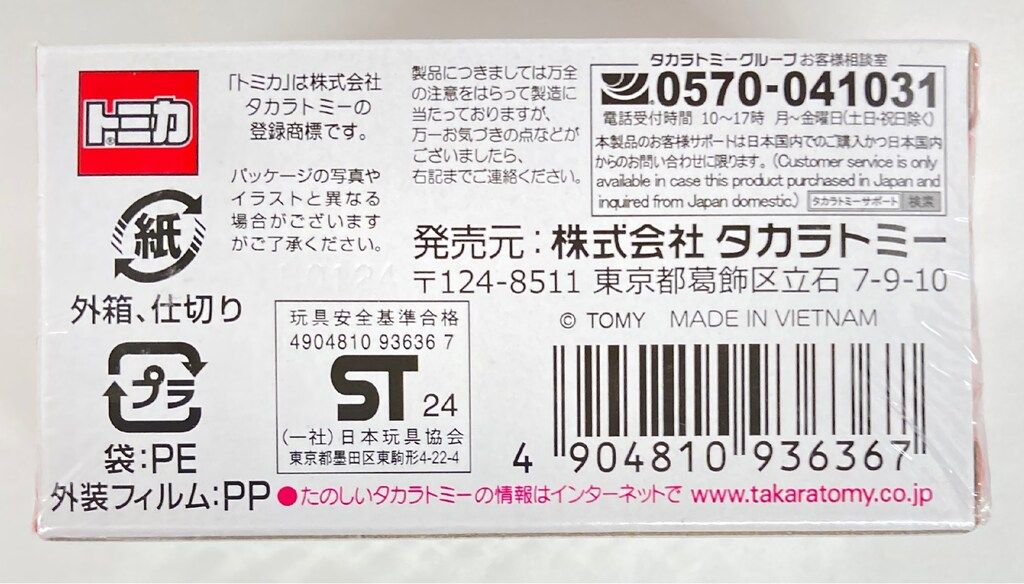 トミカ
®
「トミカ」は株式会社
タカラトミーの
登録商標です。
パッケージの写真や
イラストと異なる
場合がございます
がご了承ください。
製品につきましては万全
の注意をはらって製造に
当たっておりますが、
万一お気づきの点などが
ございましたら、
右記までご連絡ください。
タカラトミーグループ お客様相談室
0570-041031
電話受付時間 10〜17時 月〜金曜日(土日・祝日除く)
本製品のお客様サポートは日本国内でのご購入かつ日本国内
からのお問い合わせに限ります。(Customer service is only
available in case this product purchased in Japan and
inquired from Japan domestic.) タカラトミーサポート 検索
発売元:株式会社 タカラトミー
〒124-8511 東京都葛飾区立石 7-9-10
© TOMY MADE IN VIETNAM
紙
外箱、仕切り
プラ
袋:PE
外装フィルム:PP
玩具安全基準合格
4904810 93636 7
ST 24
(一社)日本玩具協会
東京都墨田区東駒形4-22-4
4 904810 936367
●たのしいタカラトミーの情報はインターネットで www.takaratomy.co.jp